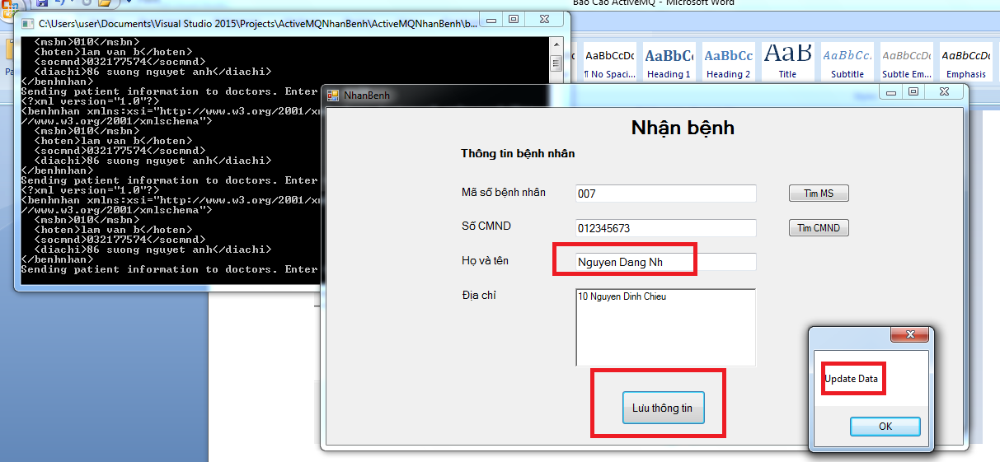 Bao Cao ActiveMQ - Microsoft Word
C:\Users\user\Documents\Visual Studio 2015\Projects\ActiveMQNhanBenh\ActiveMQNhanBenh\b...
<msbn>010</msbn>
<hoten>lam van b</hoten>
<socmnd>032177574</socmnd>
<diachi>86 suong nguyet anh</diachi>
</benhnhan>
Sending patient information to doctors. Enter
<?xml version="1.0"?>
<benhnhan xmlns:xsi="http://www.w3.org/2001/xm
//www.w3.org/2001/xmlschema">
<msbn>010</msbn>
<hoten>lam van b</hoten>
<socmnd>032177574</socmnd>
<diachi>86 suong nguyet anh</diachi>
</benhnhan>
Sending patient information to doctors. Enter
<?xml version="1.0"?>
<benhnhan xmlns:xsi="http://www.w3.org/2001/xm
//www.w3.org/2001/xmlschema">
<msbn>010</msbn>
<hoten>lam van b</hoten>
<socmnd>032177574</socmnd>
<diachi>86 suong nguyet anh</diachi>
</benhnhan>
Sending patient information to doctors. Enter
AaBbCcDc AaBbCc AaBbCc AaB AaBbCc. AaBbCcDc AaBbCcDc
¶ No Spaci... Heading 1 Heading 2 Title Subtitle Subtle Em... Emphasis
NhanBenh
Nhận bệnh
Thông tin bệnh nhân
Mã số bệnh nhân 007 Tìm MS
Số CMND 012345673 Tìm CMND
Họ và tên Nguyen Dang Nh
Địa chỉ 10 Nguyen Dinh Chieu
Lưu thông tin
Update Data
OK